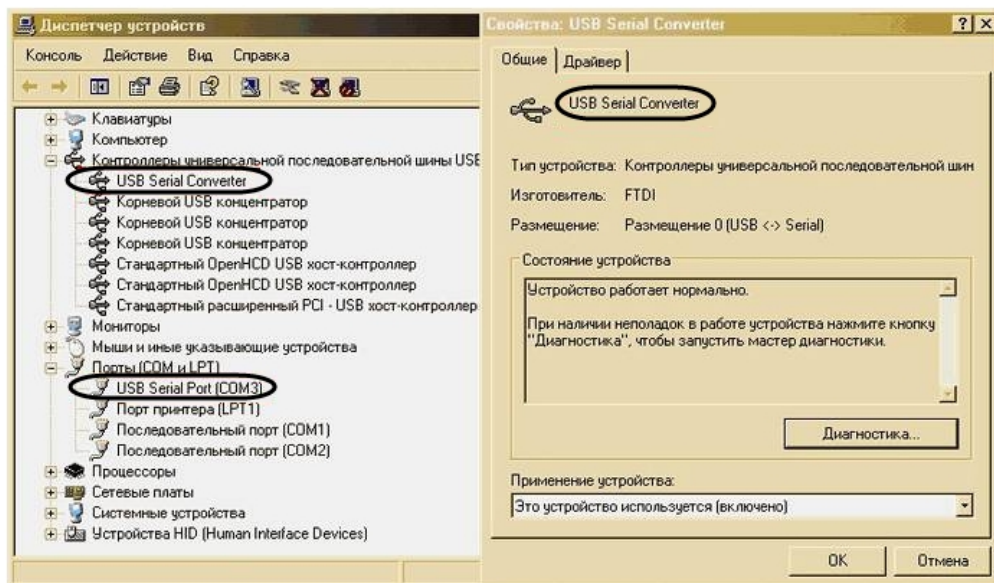 Диспетчер устройств
Консоль Действие Вид Справка
Клавиатуры
Компьютер
Контроллеры универсальной последовательной шины USE
USB Serial Converter
Корневой USB концентратор
Корневой USB концентратор
Корневой USB концентратор
Стандартный OpenHCD USB хост-контроллер
Стандартный OpenHCD USB хост-контроллер
Стандартный расширенный PCI - USB хост-контроллер
Мониторы
Мыши и иные указывающие устройства
Порты (COM и LPT)
USB Serial Port (COM3)
Порт принтера (LPT1)
Последовательный порт (COM1)
Последовательный порт (COM2)
Процессоры
Сетевые платы
Системные устройства
Устройства HID (Human Interface Devices)
Свойства: USB Serial Converter
Общие Драйвер
USB Serial Converter
Тип устройства: Контроллеры универсальной последовательной шин
Изготовитель: FTDI
Размещение: Размещение 0 (USB <-> Serial)
Состояние устройства
Устройство работает нормально.
При наличии неполадок в работе устройства нажмите кнопку
"Диагностика", чтобы запустить мастер диагностики.
Диагностика...
Применение устройства:
Это устройство используется (включено)
OK Отмена